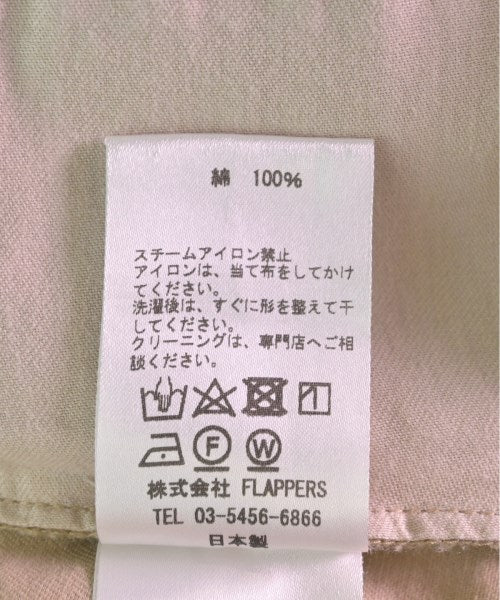 綿 100%
スチームアイロン禁止
アイロンは、当て布をしてかけ
てください。
洗濯後は、すぐに形を整えて干
してください。
クリーニングは、専門店へご相
談ください。
F W
株式会社 FLAPPERS
TEL 03-5456-6866
日本製